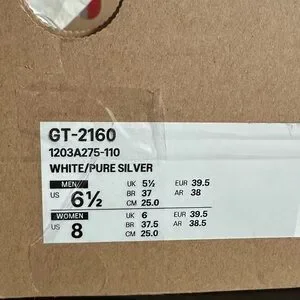 GT-2160
1203A275-110
WHITE/PURE SILVER
MEN UK 5½ EUR 39.5
US 6½ BR 37 AR 38
CM 25.0
WOMEN UK 6 EUR 39.5
US 8 BR 37.5 AR 38.5
CM 25.0